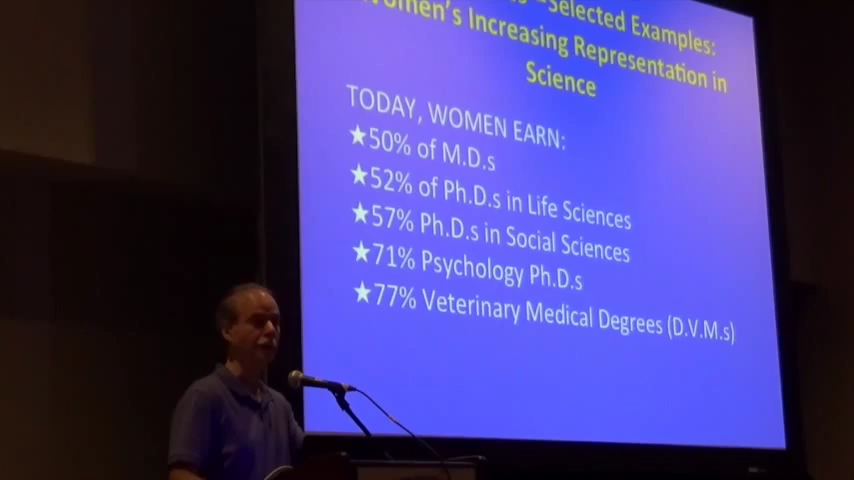 –Selected Examples:
Women's Increasing Representation in
Science
TODAY, WOMEN EARN:
★50% of M.D.s
★52% of Ph.D.s in Life Sciences
★57% Ph.D.s in Social Sciences
★71% Psychology Ph.D.s
★77% Veterinary Medical Degrees (D.V.M.s)